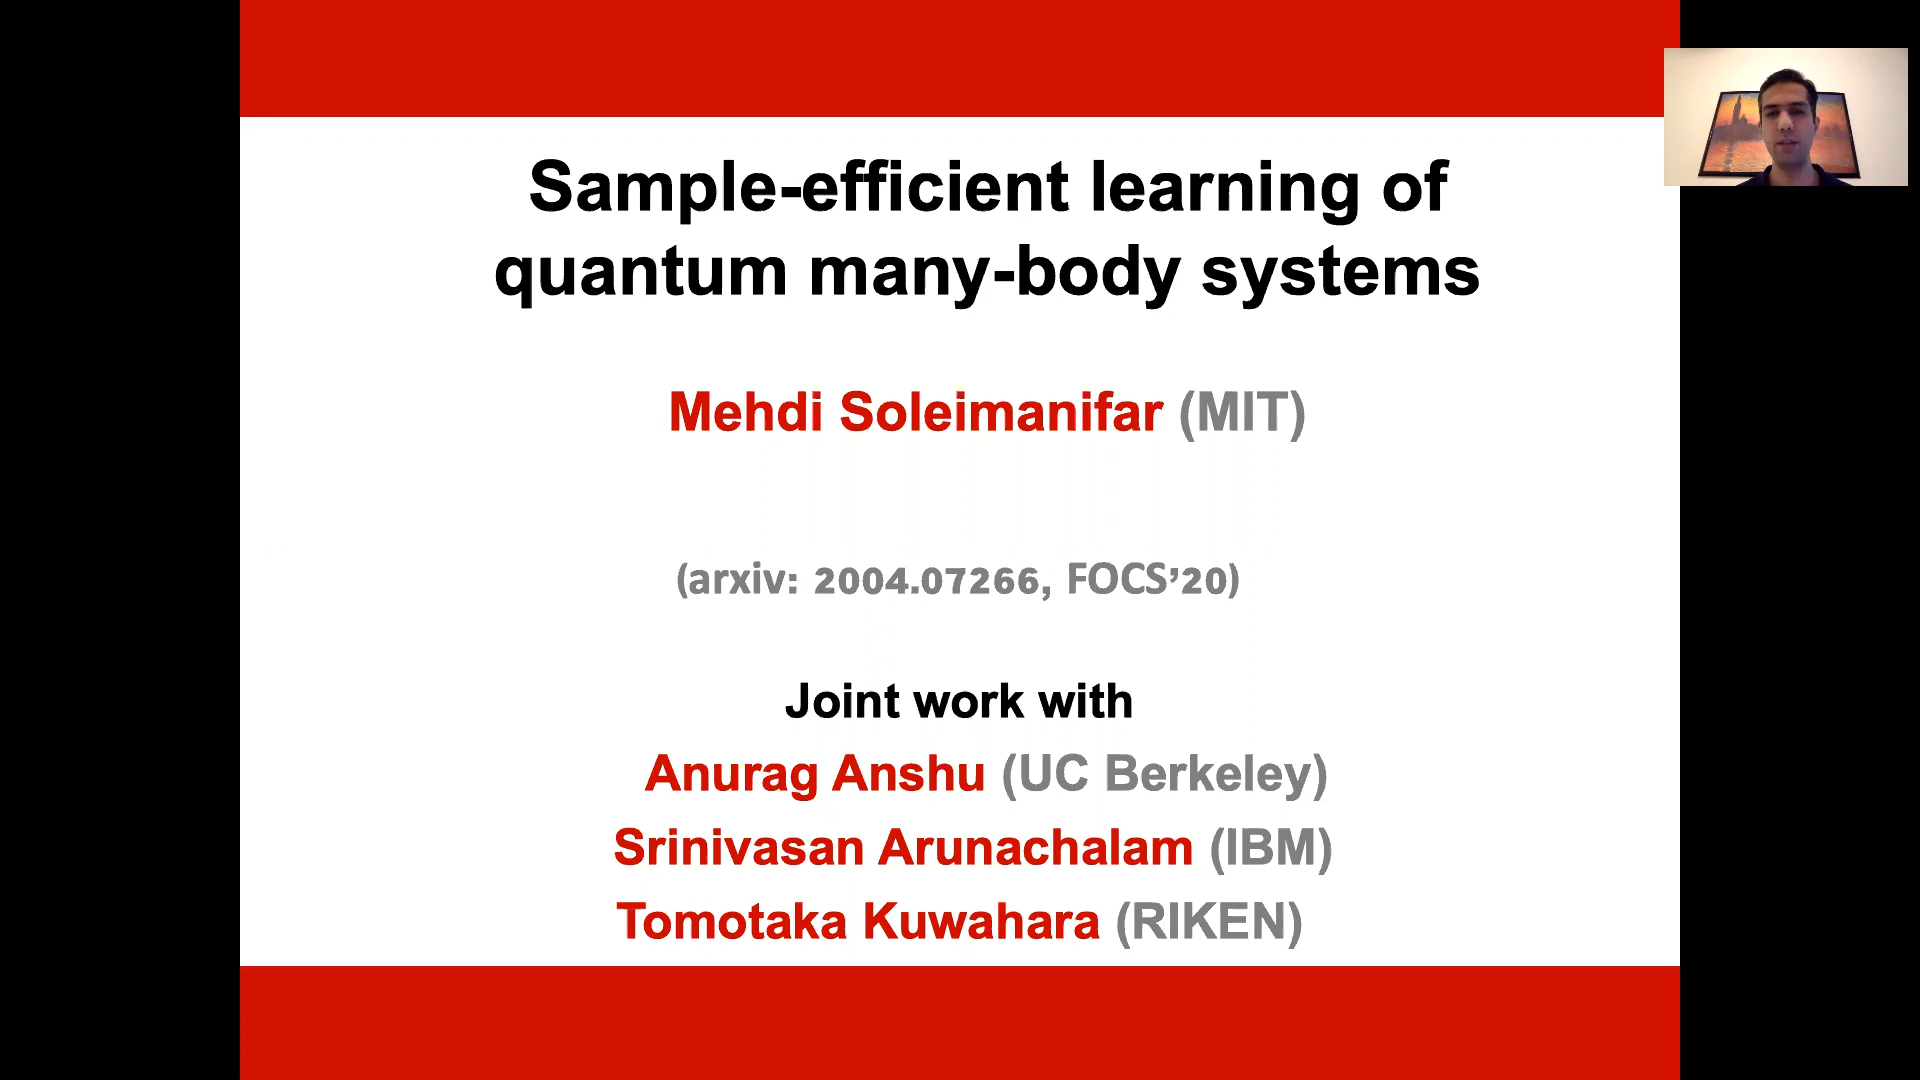 Sample-efficient learning of
quantum many-body systems
Mehdi Soleimanifar (MIT)
(arxiv: 2004.07266, FOCS’20)
Joint work with
Anurag Anshu (UC Berkeley)
Srinivasan Arunachalam (IBM)
Tomotaka Kuwahara (RIKEN)